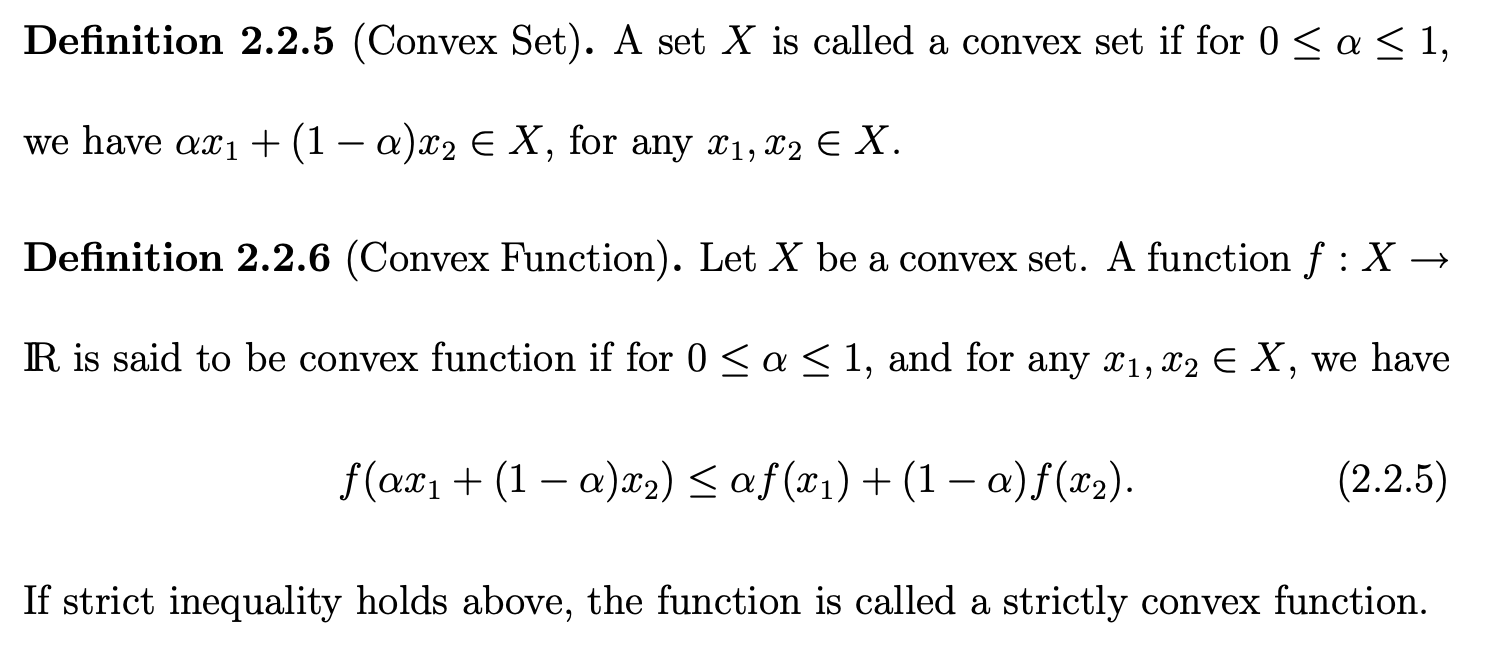 Definition 2.2.5 (Convex Set). A set X is called a convex set if for 0 ≤ α ≤ 1,
we have αx₁ + (1 − α)x₂ ∈ X, for any x₁, x₂ ∈ X.
Definition 2.2.6 (Convex Function). Let X be a convex set. A function f : X →
ℝ is said to be convex function if for 0 ≤ α ≤ 1, and for any x₁, x₂ ∈ X, we have
f(αx₁ + (1 − α)x₂) ≤ αf(x₁) + (1 − α)f(x₂). (2.2.5)
If strict inequality holds above, the function is called a strictly convex function.